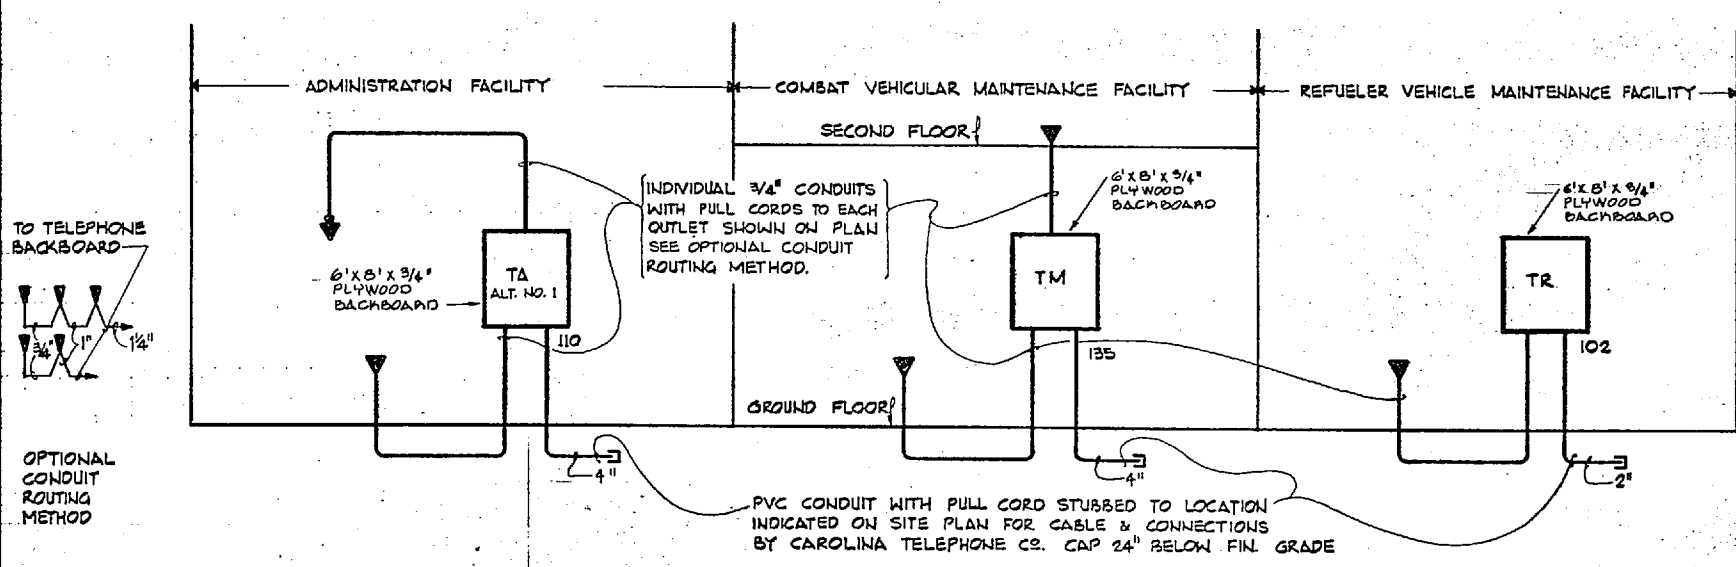 ADMINISTRATION FACILITY
COMBAT VEHICULAR MAINTENANCE FACILITY
REFUELER VEHICLE MAINTENANCE FACILITY
SECOND FLOOR
INDIVIDUAL 3/4" CONDUITS
WITH PULL CORDS TO EACH
OUTLET SHOWN ON PLAN
SEE OPTIONAL CONDUIT
ROUTING METHOD.
6'X8'X3/4"
PLYWOOD
BACKBOARD
6'X8'X3/4"
PLYWOOD
BACKBOARD
TO TELEPHONE
BACKBOARD
6'X8'X3/4"
PLYWOOD
BACKBOARD
TA
ALT. NO. 1
TM
TR
3/4"
1"
1 1/4"
110
135
102
GROUND FLOOR
OPTIONAL
CONDUIT
ROUTING
METHOD
4"
4"
2"
PVC CONDUIT WITH PULL CORD STUBBED TO LOCATION
INDICATED ON SITE PLAN FOR CABLE & CONNECTIONS
BY CAROLINA TELEPHONE CO. CAP 24" BELOW FIN. GRADE